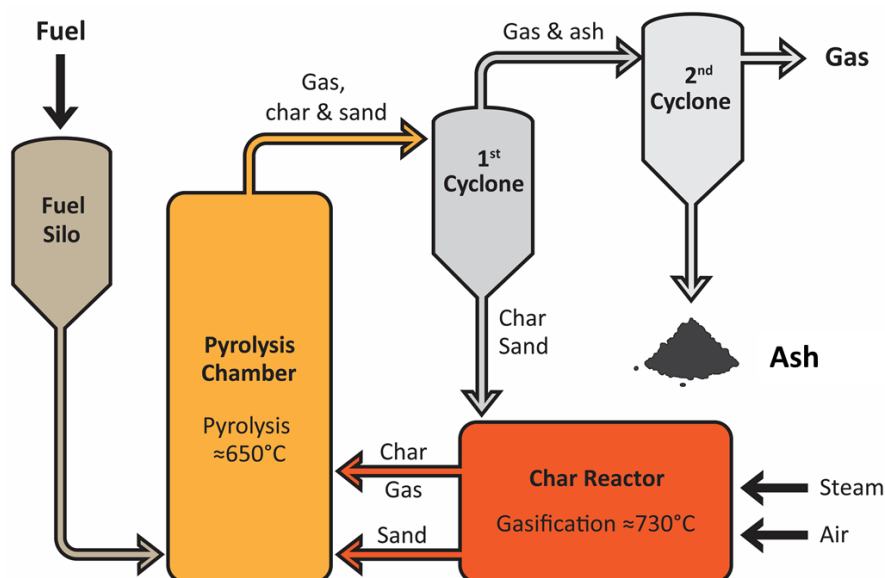 Fuel
Gas & ash
2nd
Cyclone
Gas
Gas,
char & sand
1st
Cyclone
Fuel
Silo
Char
Sand
Pyrolysis
Chamber
Pyrolysis
≈650°C
Ash
Char
Gas
Sand
Char Reactor
Gasification ≈730°C
Steam
Air